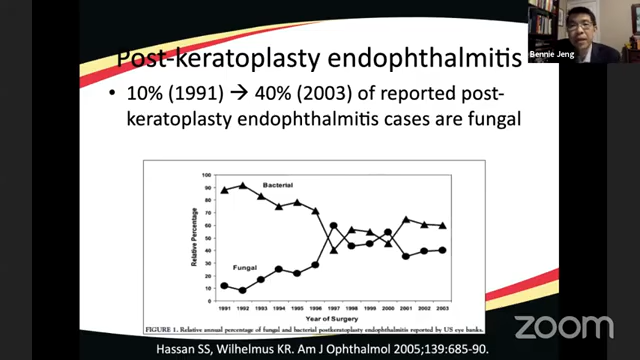 Post-keratoplasty endophthalmitis
Bennie Jeng
• 10% (1991) → 40% (2003) of reported post-
keratoplasty endophthalmitis cases are fungal
Relative Percentage
100
90
80
70
60
50
40
30
20
10
0
Bacterial
Fungal
1991 1992 1993 1994 1995 1996 1997 1998 1999 2000 2001 2002 2003
Year of Surgery
FIGURE 1. Relative annual percentage of fungal and bacterial postkeratoplasty endophthalmitis reported by US eye banks.
Hassan SS, Wilhelmus KR. Am J Ophthalmol 2005;139:685-90.
zoom